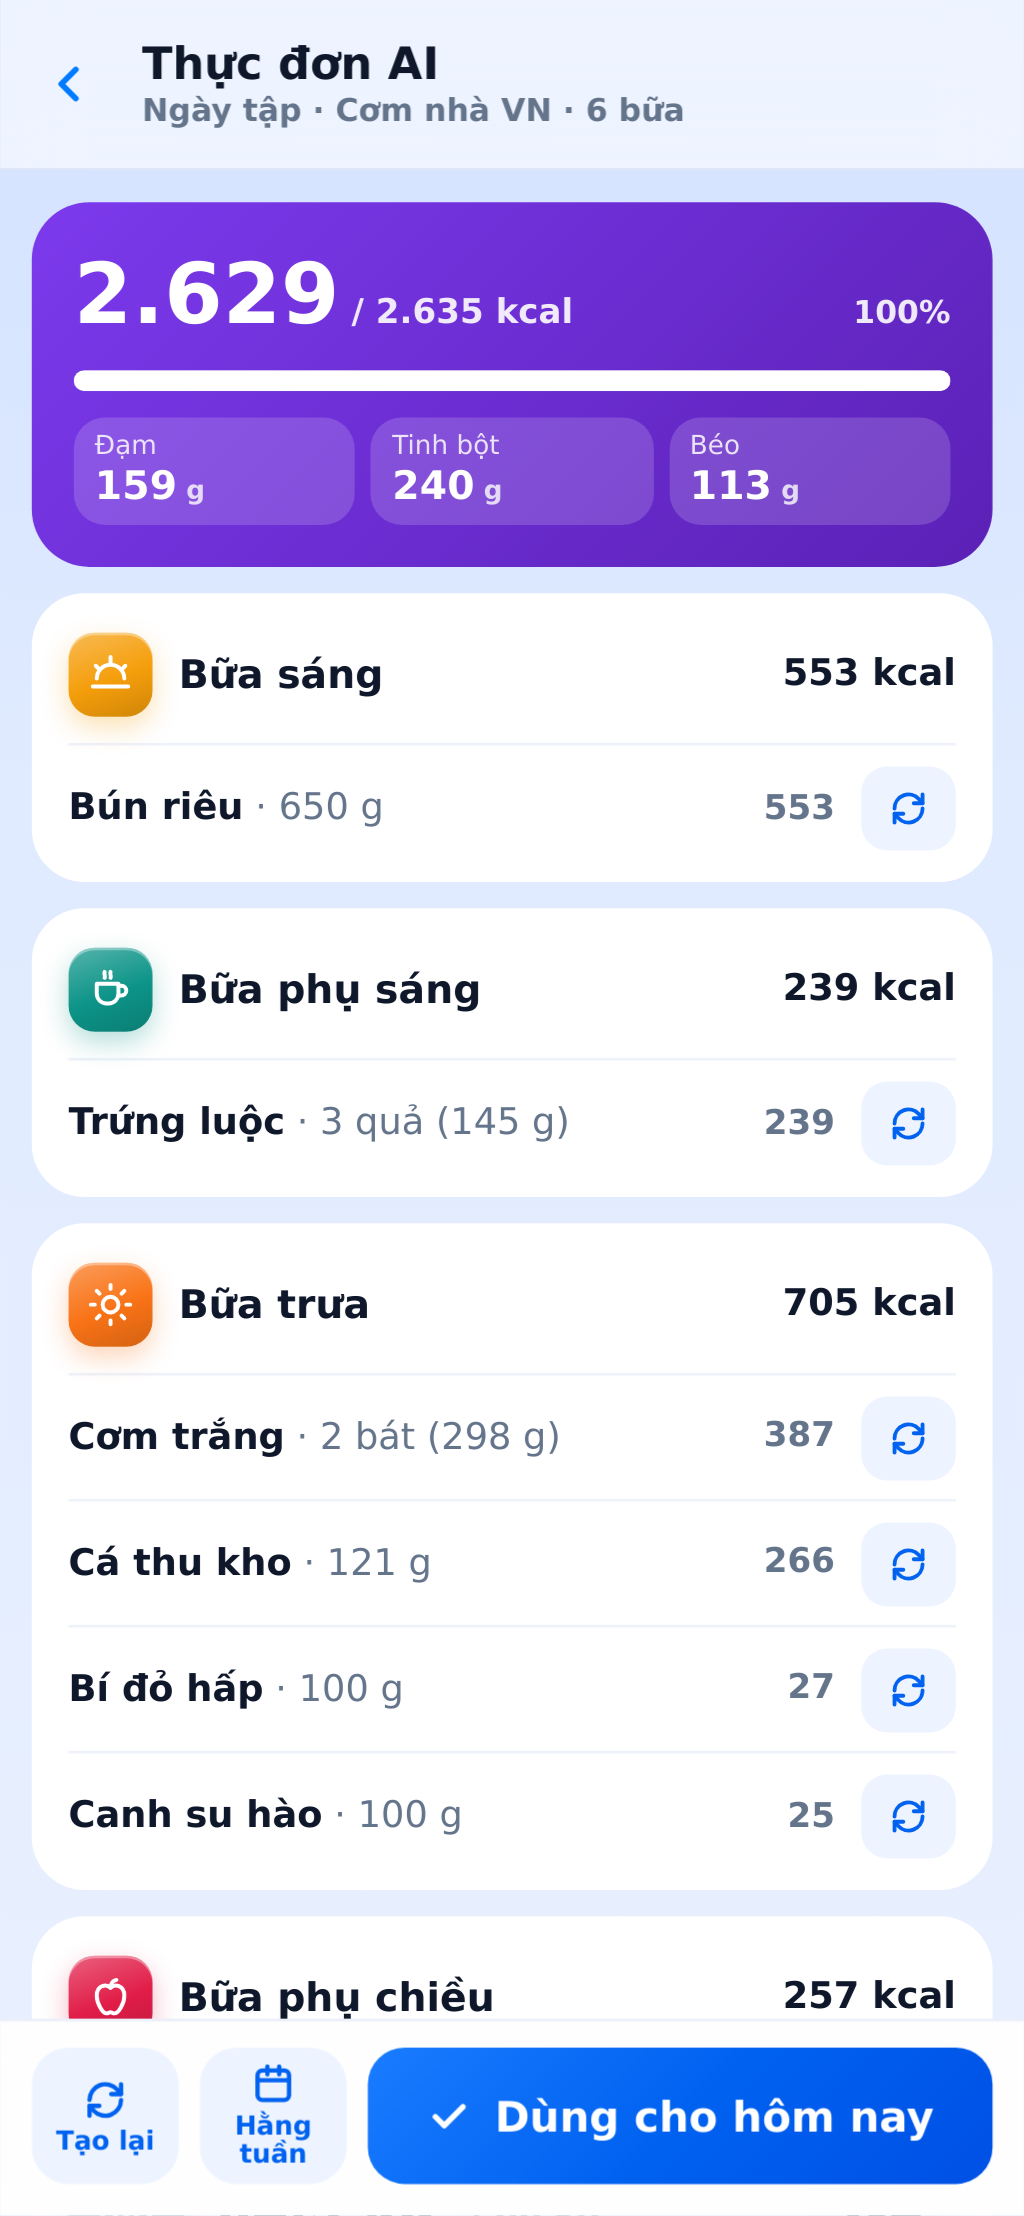 Thực đơn AI
Ngày tập · Cơm nhà VN · 6 bữa
2.629 / 2.635 kcal 100%
Đạm Tinh bột Béo
159 g 240 g 113 g
Bữa sáng 553 kcal
Bún riêu · 650 g 553
Bữa phụ sáng 239 kcal
Trứng luộc · 3 quả (145 g) 239
Bữa trưa 705 kcal
Cơm trắng · 2 bát (298 g) 387
Cá thu kho · 121 g 266
Bí đỏ hấp · 100 g 27
Canh su hào · 100 g 25
Bữa phụ chiều 257 kcal
Tạo lại
Hằng
tuần
Dùng cho hôm nay